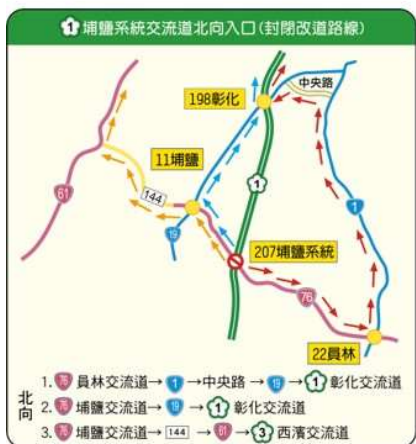 1 埔鹽系統交流道北向入口(封閉改道路線)
198彰化
中央路
11埔鹽
144
61
1
19
1
207埔鹽系統
76
22員林
北向
1. 76 員林交流道→ 1 →中央路→ 19 → 1 彰化交流道
2. 76 埔鹽交流道→ 19 → 1 彰化交流道
3. 76 埔鹽交流道→ 144 → 61 → 3 西濱交流道